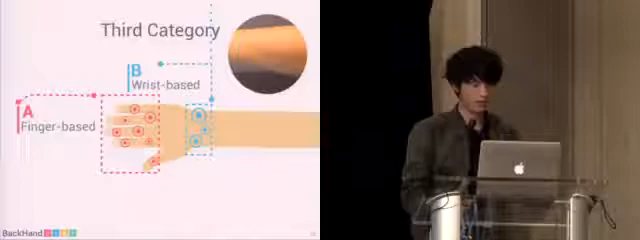 Third Category
B
Wrist-based
A
Finger-based
BackHand